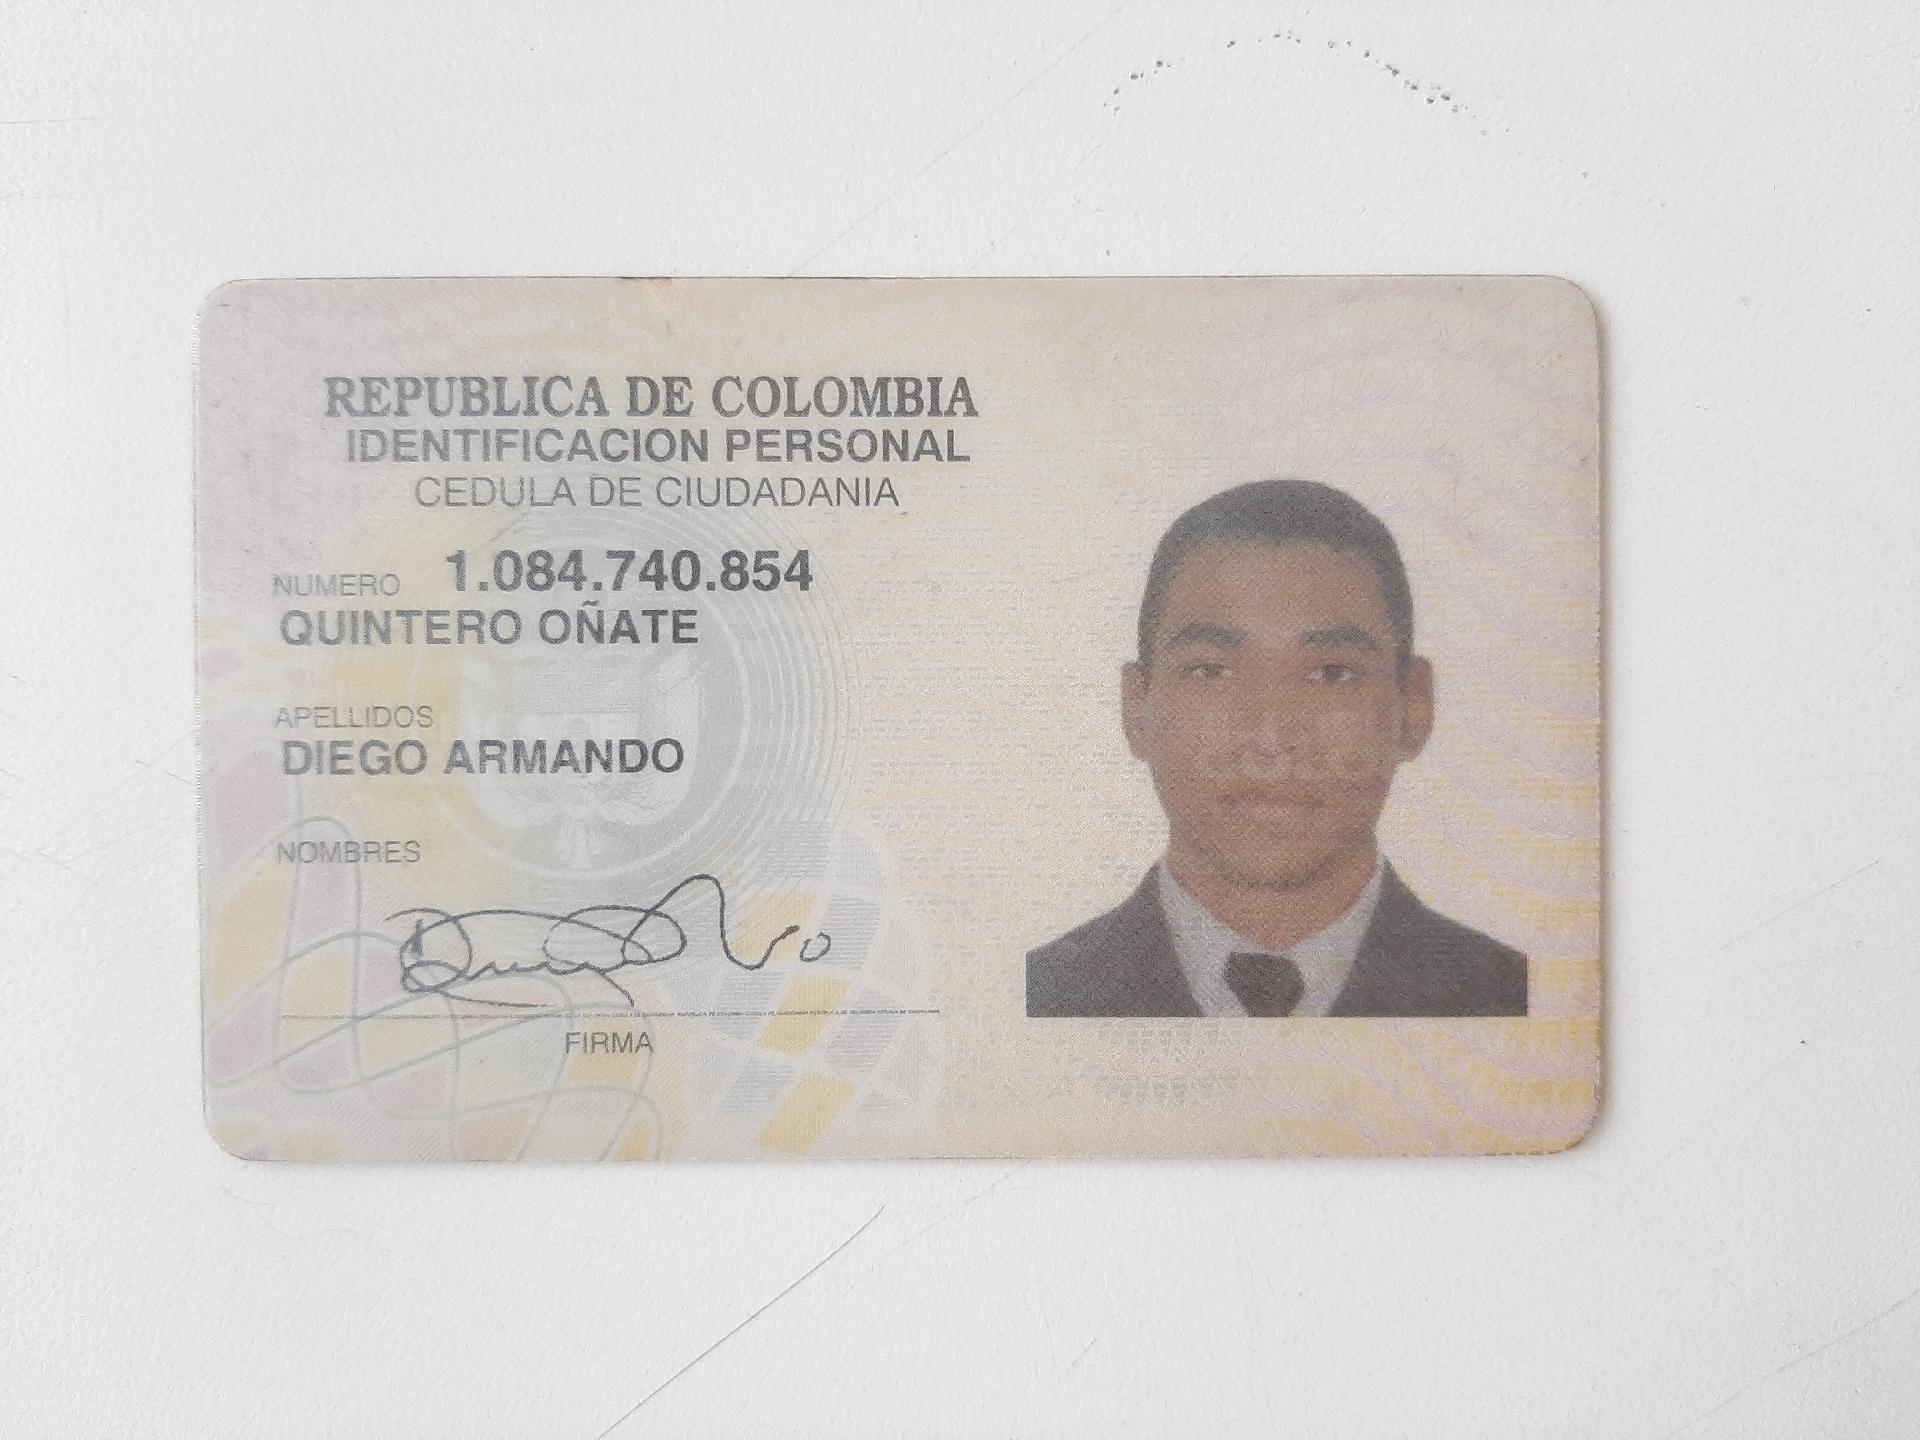 REPUBLICA DE COLOMBIA
IDENTIFICACION PERSONAL
CEDULA DE CIUDADANIA
NUMERO 1.084.740.854
QUINTERO OÑATE
APELLIDOS
DIEGO ARMANDO
NOMBRES
FIRMA